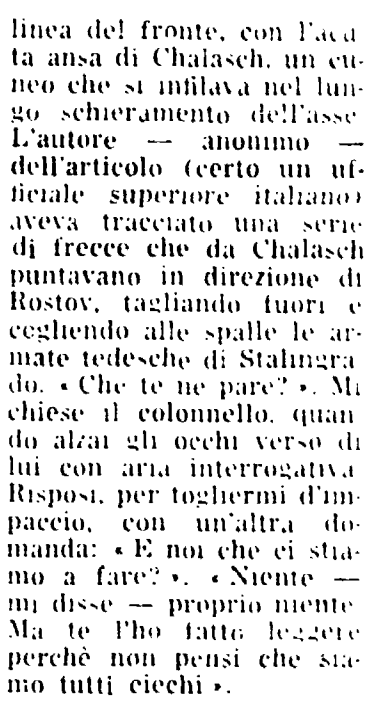 linea del fronte, con l'acu-
ta ansa di Chalasch, un cu-
neo che si infilava nel lun-
go schieramento dell'asse
L'autore — anonimo —
dell'articolo (certo un uf-
ficiale superiore italiano)
aveva tracciato una serie
di frecce che da Chalasch
puntavano in direzione di
Rostov, tagliando fuori e
cogliendo alle spalle le ar-
mate tedesche di Stalingra
do. « Che te ne pare? ». Mi
chiese il colonnello, quan
do alzai gli occhi verso di
lui con aria interrogativa
Risposi, per togliermi d'im-
paccio, con un'altra do-
manda: « E noi che ci stia-
mo a fare? ». « Niente —
mi disse — proprio niente
Ma te l'ho fatto leggere
perchè non pensi che sia-
mo tutti ciechi ».